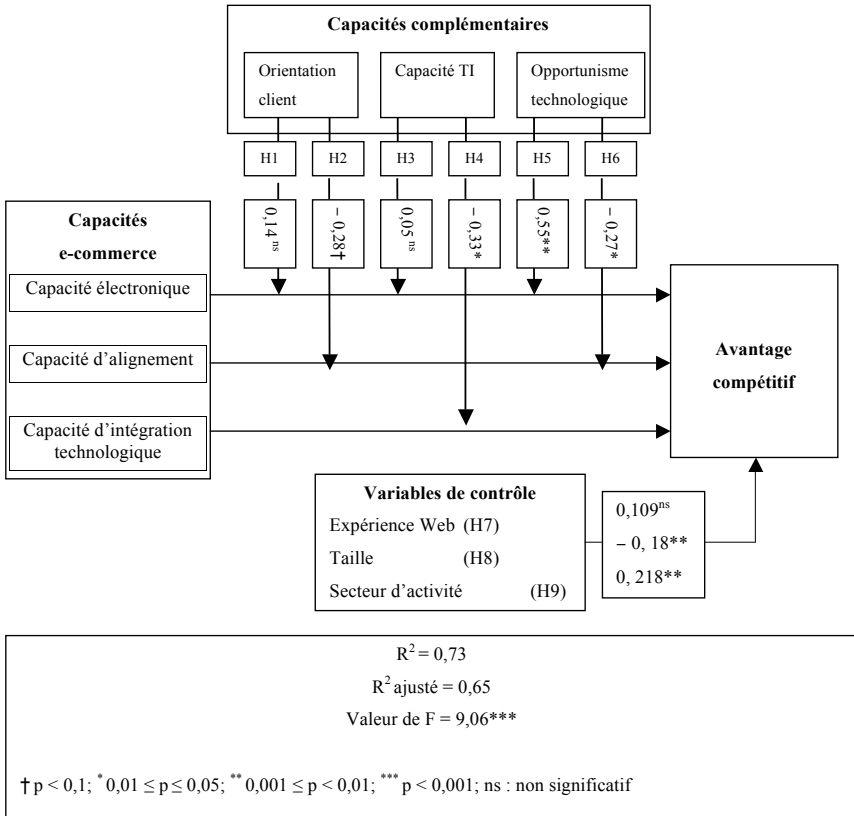 Capacités complémentaires
Orientation
client
Capacité TI
Opportunisme
technologique
H1
H2
H3
H4
H5
H6
0,14 ns
− 0,28†
0,05 ns
− 0,33*
0,55**
− 0,27*
Capacités
e-commerce
Capacité électronique
Capacité d’alignement
Capacité d’intégration
technologique
Avantage
compétitif
Variables de contrôle
Expérience Web (H7)
Taille (H8)
Secteur d’activité (H9)
0,109ns
− 0, 18**
0, 218**
R2 = 0,73
R2 ajusté = 0,65
Valeur de F = 9,06***
† p < 0,1; * 0,01 ≤ p ≤ 0,05; ** 0,001 ≤ p < 0,01; *** p < 0,001; ns : non significatif